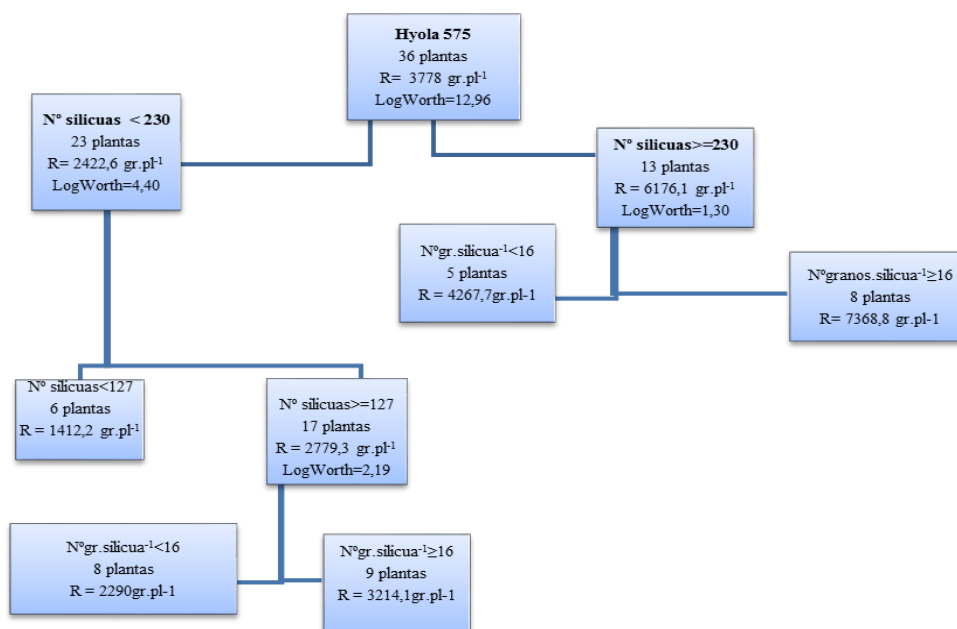 Hyola 575
36 plantas
R= 3778 gr.pl⁻¹
LogWorth=12,96
Nº silicuas < 230
23 plantas
R= 2422,6 gr.pl⁻¹
LogWorth=4,40
Nº silicuas>=230
13 plantas
R = 6176,1 gr.pl⁻¹
LogWorth=1,30
Nºgr.silicua⁻¹<16
5 plantas
R = 4267,7gr.pl-1
Nºgranos.silicua⁻¹≥16
8 plantas
R= 7368,8 gr.pl-1
Nº silicuas<127
6 plantas
R = 1412,2 gr.pl⁻¹
Nº silicuas>=127
17 plantas
R = 2779,3 gr.pl⁻¹
LogWorth=2,19
Nºgr.silicua⁻¹<16
8 plantas
R = 2290gr.pl-1
Nºgr.silicua⁻¹≥16
9 plantas
R = 3214,1gr.pl-1